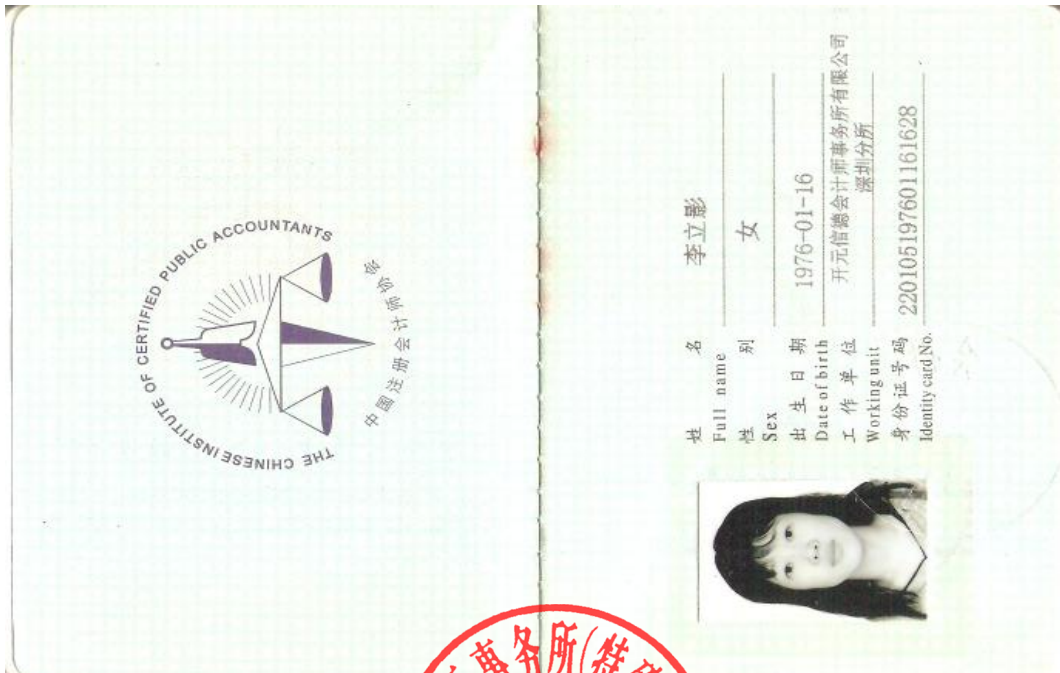 THE CHINESE INSTITUTE OF CERTIFIED PUBLIC ACCOUNTANTS
中国注册会计师协会
姓 名 李立影
Full name
性 别 女
Sex
出 生 日 期 1976-01-16
Date of birth
工 作 单 位 开元信德会计师事务所有限公司
深圳分所
Working unit
身份证号码 220105197601161628
Identity card No.
事务所(特